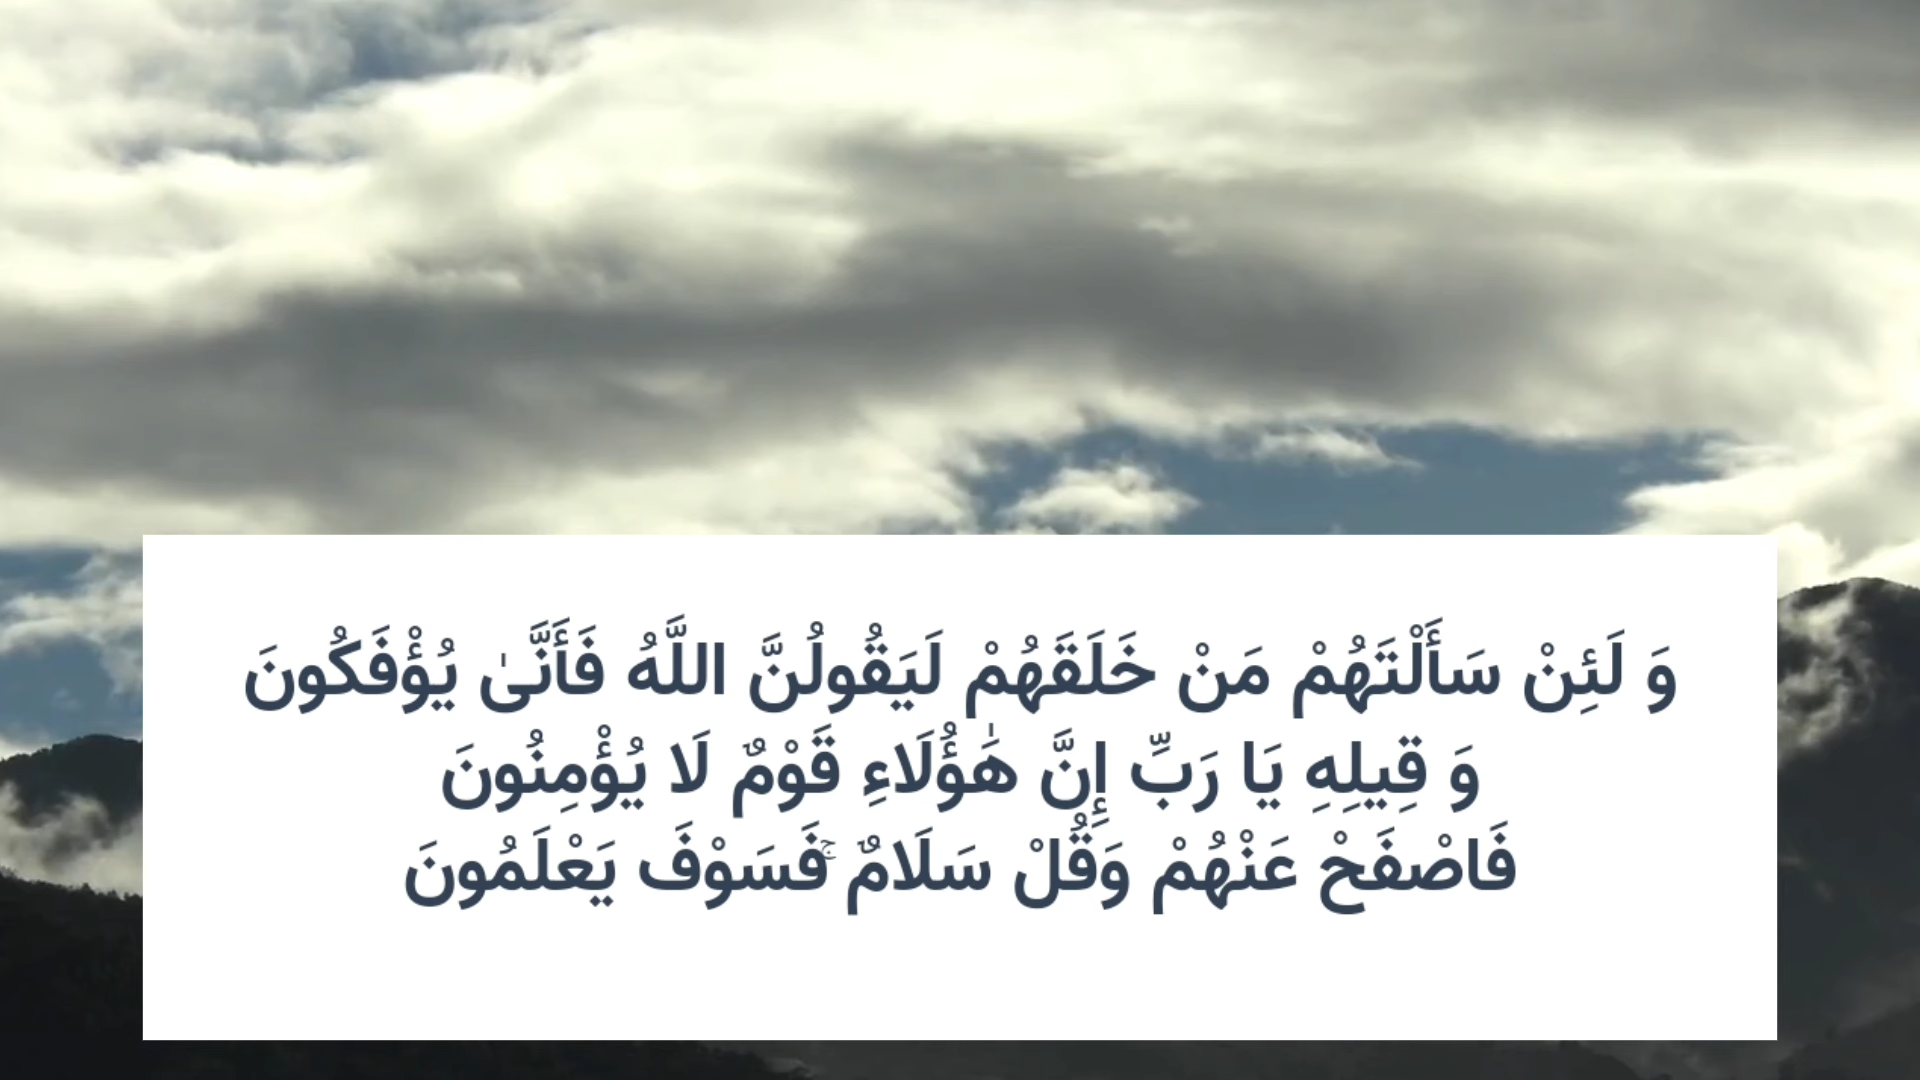 وَ لَئِنْ سَأَلْتَهُمْ مَنْ خَلَقَهُمْ لَيَقُولُنَّ اللَّهُ فَأَنَّىٰ يُؤْفَكُونَ
وَ قِيلِهِ يَا رَبِّ إِنَّ هَٰؤُلَاءِ قَوْمٌ لَا يُؤْمِنُونَ
فَاصْفَحْ عَنْهُمْ وَقُلْ سَلَامٌ ۚفَسَوْفَ يَعْلَمُونَ